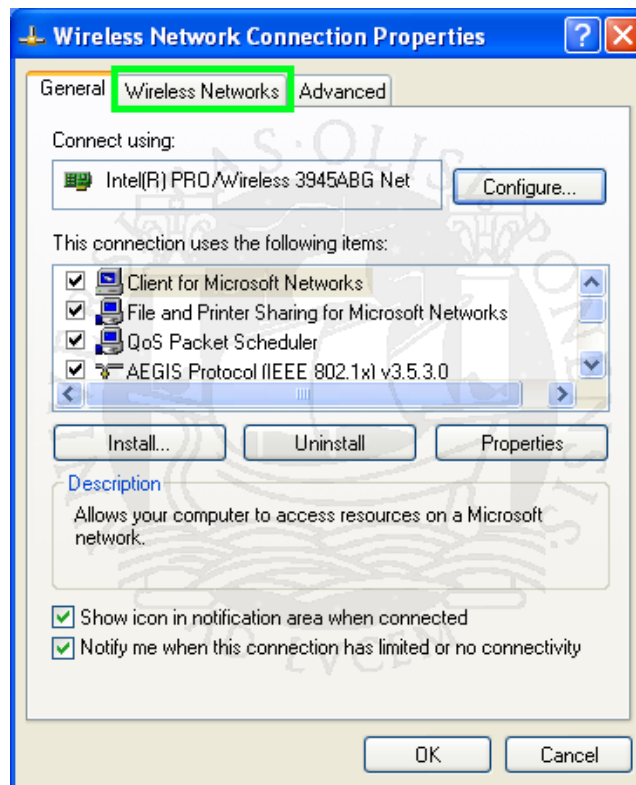 Wireless Network Connection Properties
General Wireless Networks Advanced
Connect using:
Intel(R) PRO/Wireless 3945ABG Net Configure...
This connection uses the following items:
Client for Microsoft Networks
File and Printer Sharing for Microsoft Networks
QoS Packet Scheduler
AEGIS Protocol (IEEE 802.1x) v3.5.3.0
Install... Uninstall Properties
Description
Allows your computer to access resources on a Microsoft
network.
Show icon in notification area when connected
Notify me when this connection has limited or no connectivity
OK Cancel